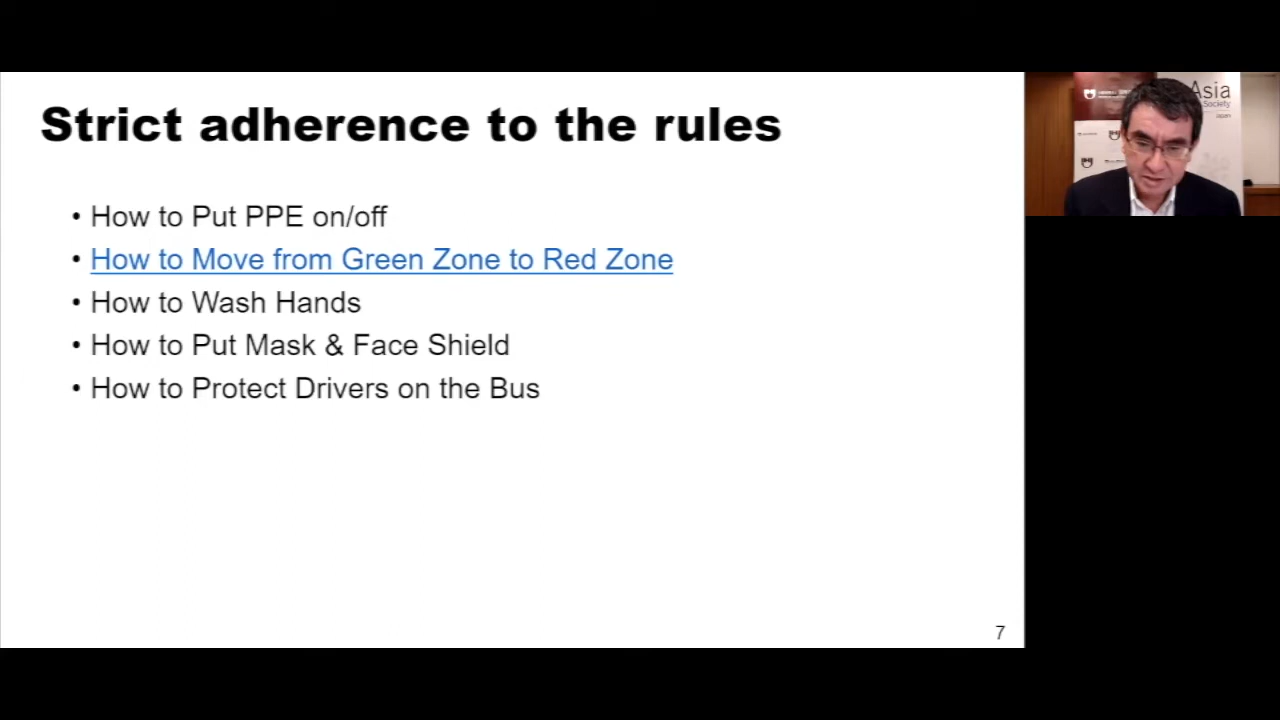 Strict adherence to the rules
• How to Put PPE on/off
• How to Move from Green Zone to Red Zone
• How to Wash Hands
• How to Put Mask & Face Shield
• How to Protect Drivers on the Bus
7
Asia
Society
Japan